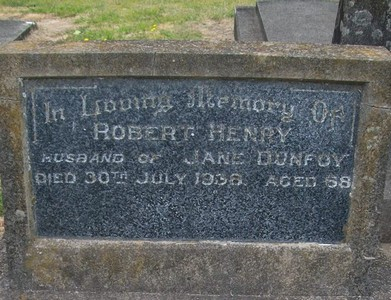 In Loving Memory Of
ROBERT HENRY
HUSBAND OF JANE DUNFOY
DIED 30TH JULY 1936. AGED 68